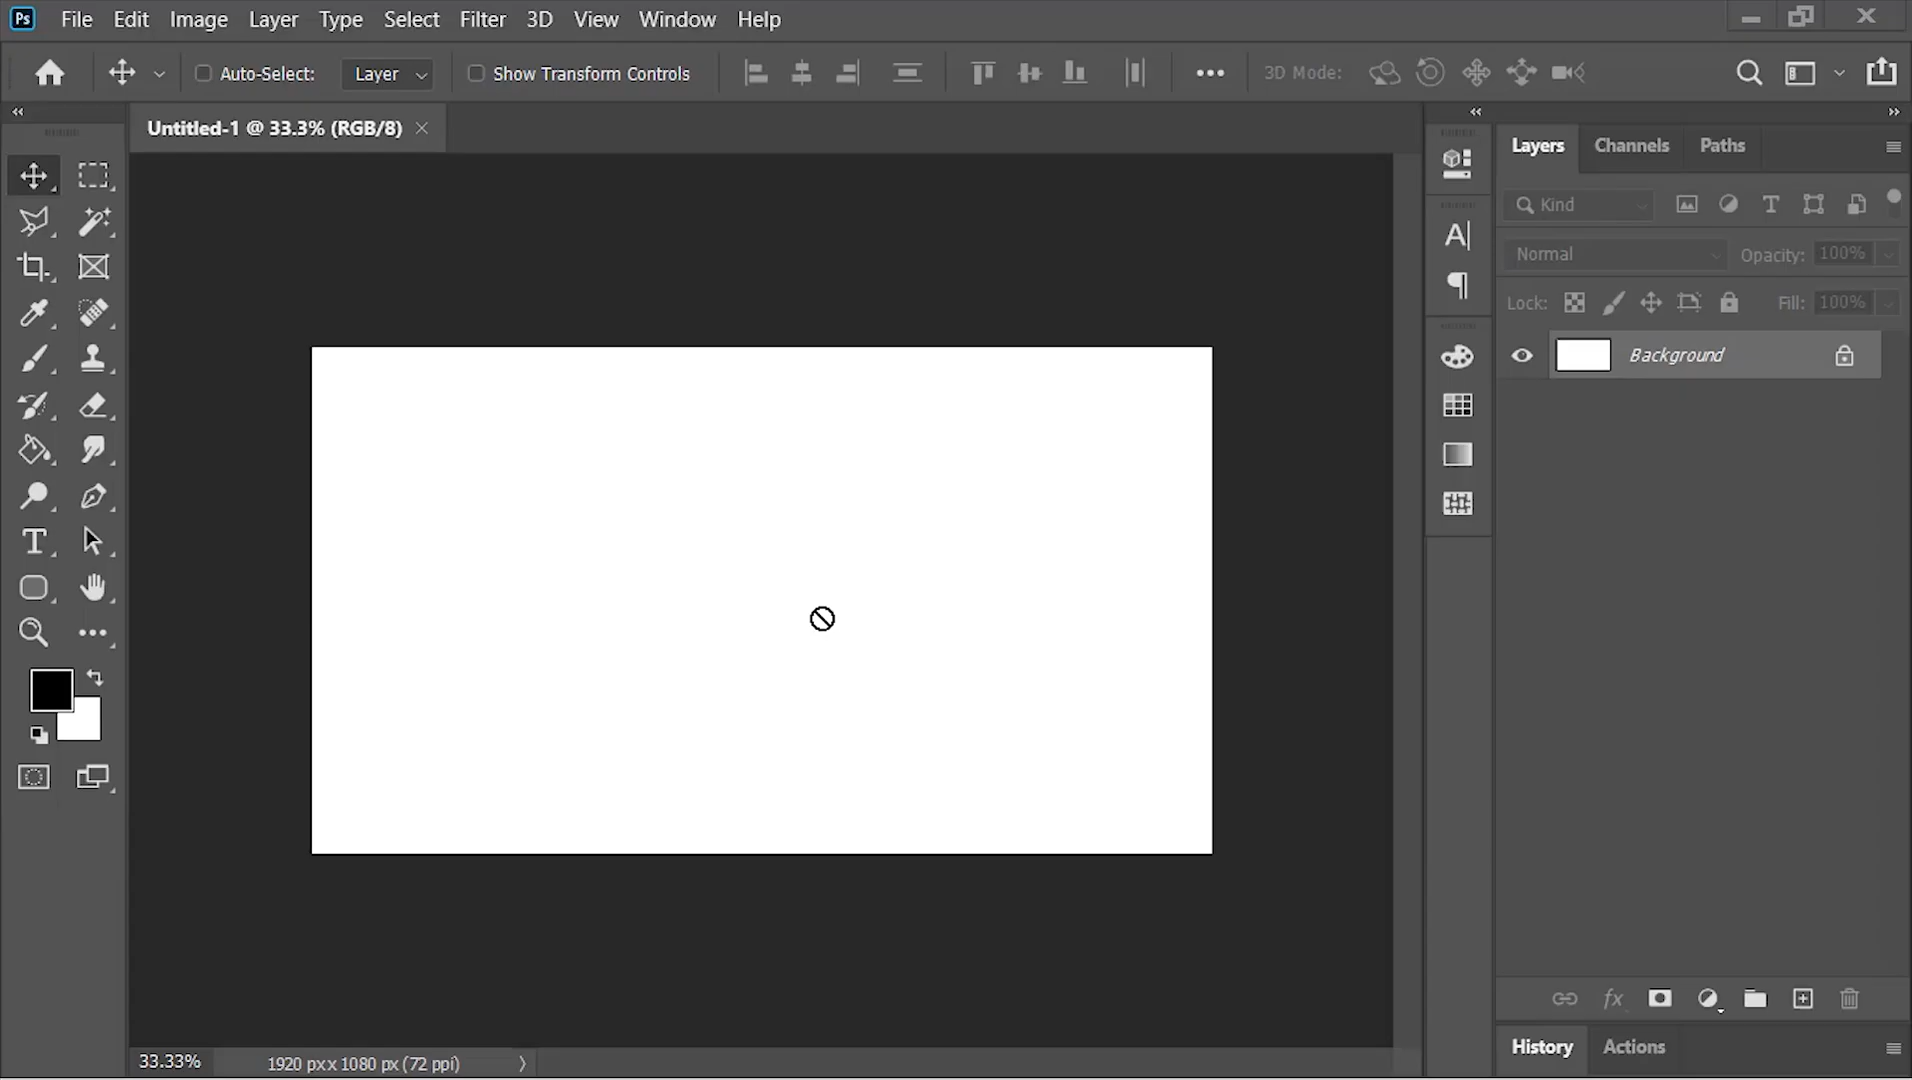 Ps File Edit Image Layer Type Select Filter 3D View Window Help
Auto-Select: Layer Show Transform Controls 3D Mode:
Untitled-1 @ 33.3% (RGB/8)
Layers Channels Paths
Kind
Normal Opacity: 100%
Lock: Fill: 100%
Background
fx
History Actions
33.33% 1920 px x 1080 px (72 ppi)